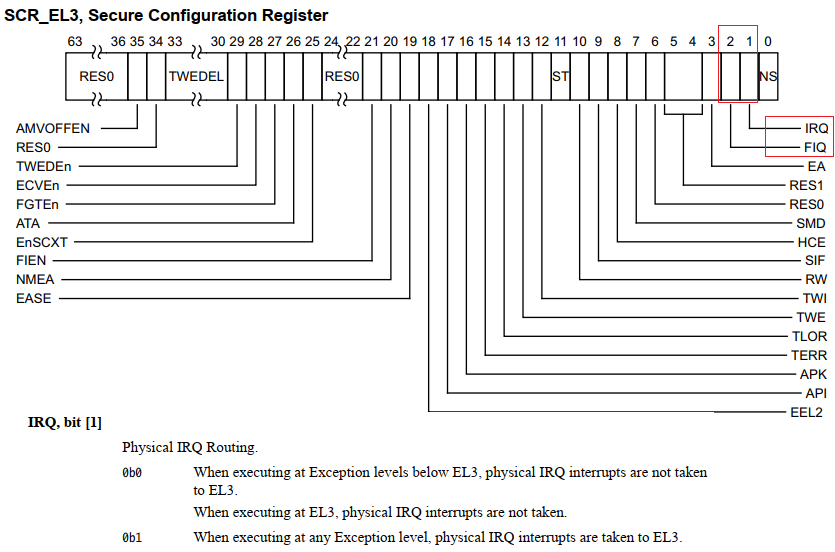 SCR_EL3, Secure Configuration Register
63 36 35 34 33 30 29 28 27 26 25 24 22 21 20 19 18 17 16 15 14 13 12 11 10 9 8 7 6 5 4 3 2 1 0
RES0 TWEDEL RES0 ST NS
AMVOFFEN IRQ
RES0 FIQ
TWEDEn EA
ECVEn RES1
FGTEn RES0
ATA SMD
EnSCXT HCE
FIEN SIF
NMEA RW
EASE TWI
TWE
TLOR
TERR
APK
API
EEL2
IRQ, bit [1]
Physical IRQ Routing.
0b0 When executing at Exception levels below EL3, physical IRQ interrupts are not taken
to EL3.
When executing at EL3, physical IRQ interrupts are not taken.
0b1 When executing at any Exception level, physical IRQ interrupts are taken to EL3.